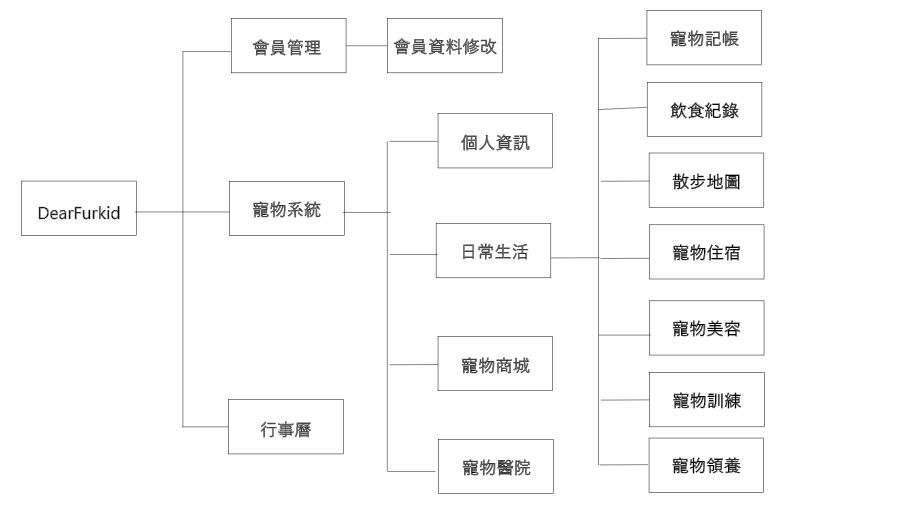 DearFurkid
會員管理
會員資料修改
寵物系統
個人資訊
日常生活
寵物記帳
飲食紀錄
散步地圖
寵物住宿
寵物美容
寵物訓練
寵物領養
寵物商城
寵物醫院
行事曆